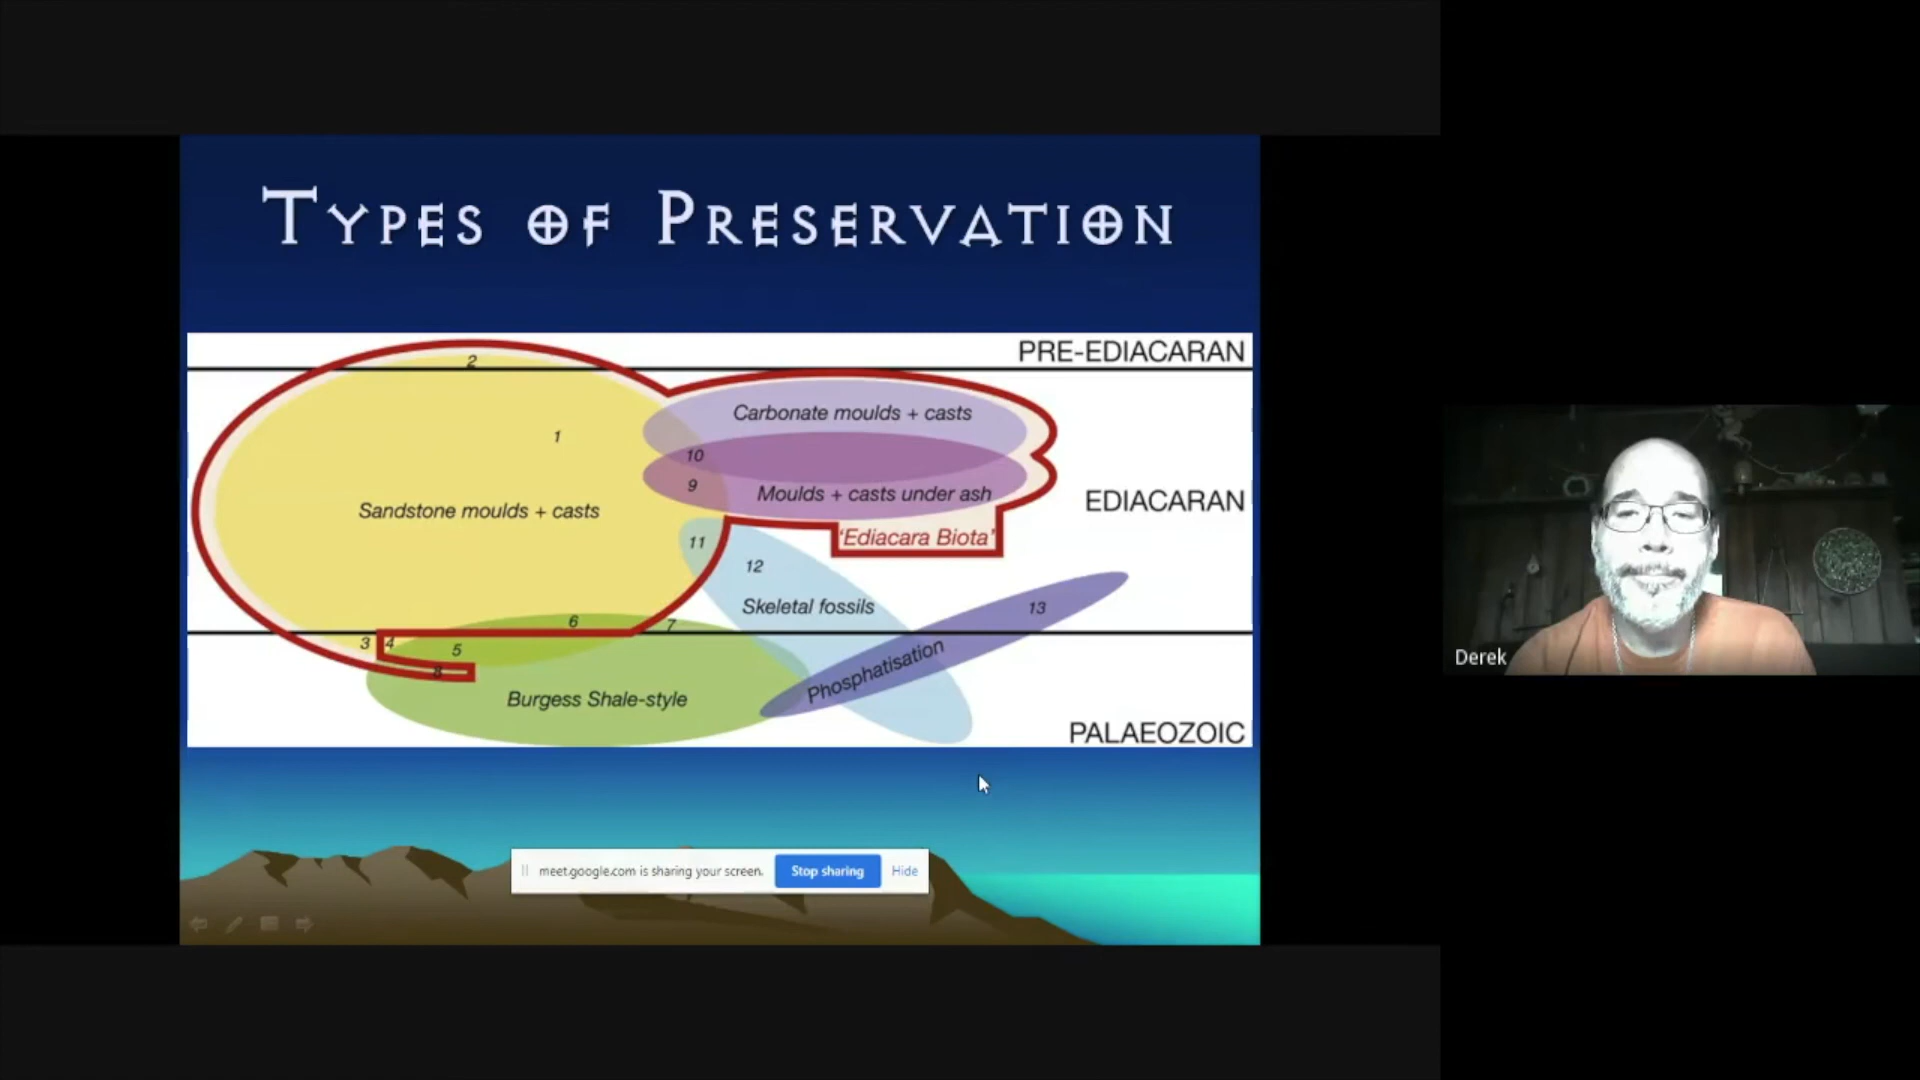 TYPES OF PRESERVATION
PRE-EDIACARAN
2
Carbonate moulds + casts
1
10
9
Moulds + casts under ash
EDIACARAN
Sandstone moulds + casts
'Ediacara Biota'
11
12
Skeletal fossils
13
6
7
3
4
5
8
Phosphatisation
Burgess Shale-style
PALAEOZOIC
Derek
meet.google.com is sharing your screen.
Stop sharing
Hide